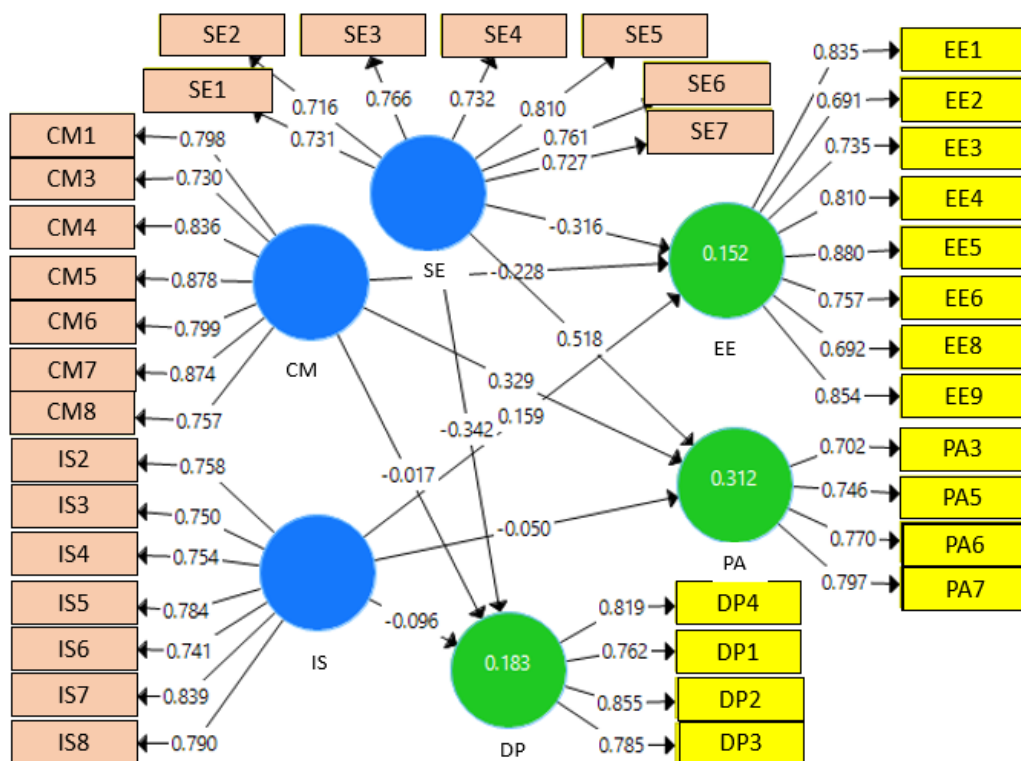 SE2
SE3
SE4
SE5
SE1
SE6
SE7
0.716
0.766
0.732
0.810
0.731
0.761
0.727
CM1
CM3
CM4
CM5
CM6
CM7
CM8
0.798
0.730
0.836
0.878
0.799
0.874
0.757
IS2
IS3
IS4
IS5
IS6
IS7
IS8
0.758
0.750
0.754
0.784
0.741
0.839
0.790
SE
CM
IS
-0.316
-0.228
0.518
0.329
0.159
-0.342
-0.017
-0.050
-0.096
0.152
EE
0.312
PA
0.183
DP
0.835
0.691
0.735
0.810
0.880
0.757
0.692
0.854
EE1
EE2
EE3
EE4
EE5
EE6
EE8
EE9
0.702
0.746
0.770
0.797
PA3
PA5
PA6
PA7
0.819
0.762
0.855
0.785
DP4
DP1
DP2
DP3